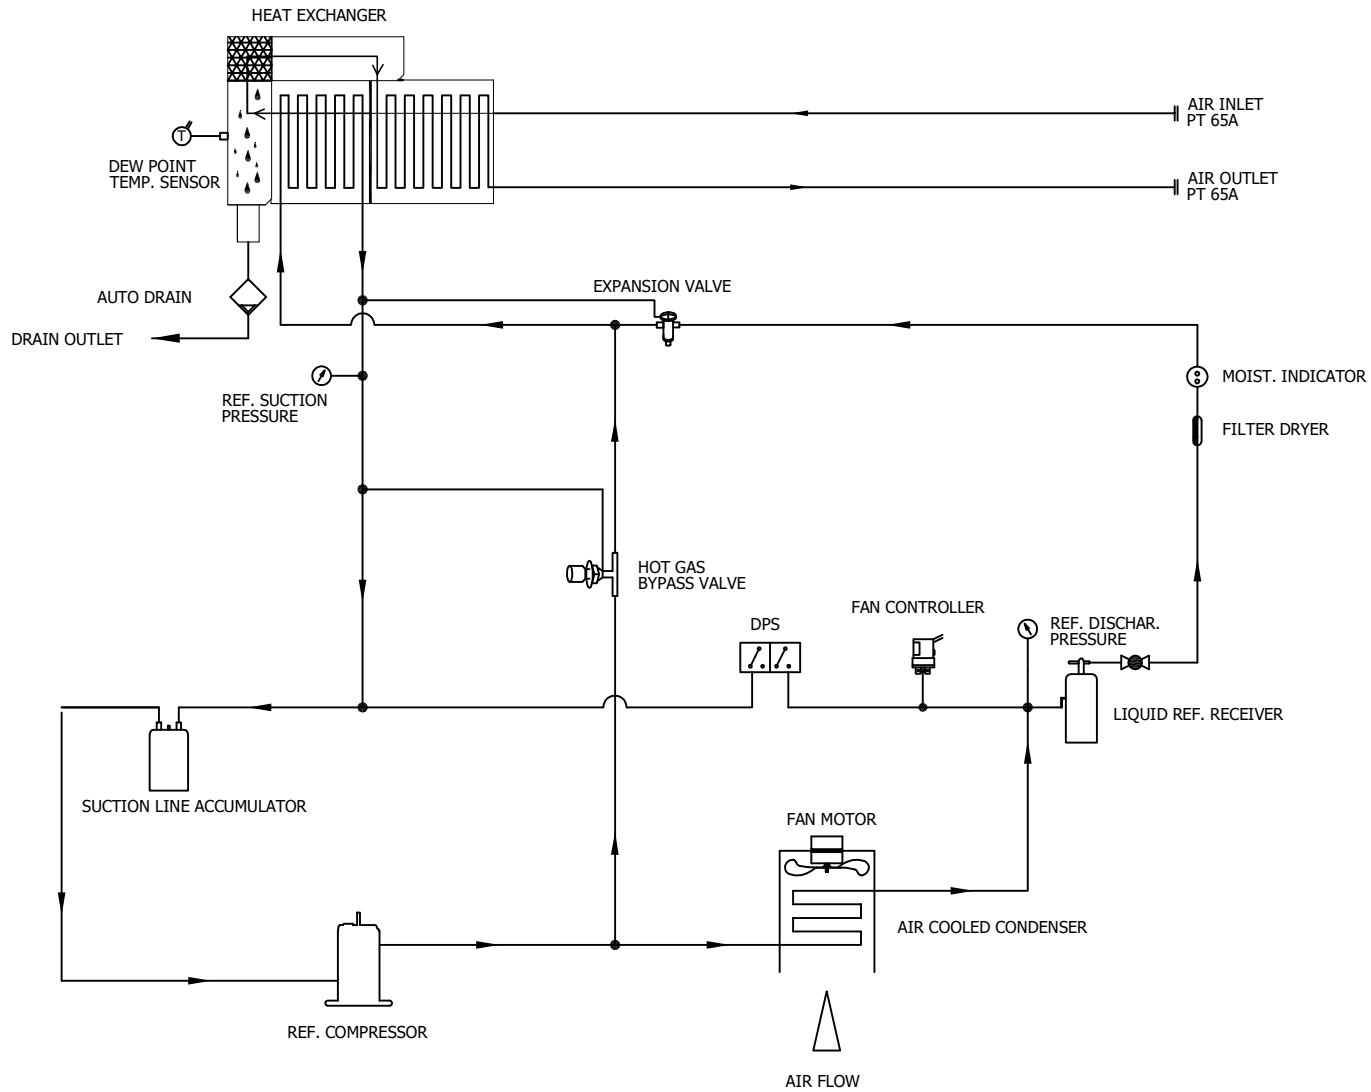 HEAT EXCHANGER
AIR INLET
PT 65A
T
DEW POINT
TEMP. SENSOR
AIR OUTLET
PT 65A
EXPANSION VALVE
AUTO DRAIN
DRAIN OUTLET
MOIST. INDICATOR
REF. SUCTION
PRESSURE
FILTER DRYER
HOT GAS
BYPASS VALVE
FAN CONTROLLER
DPS
REF. DISCHAR.
PRESSURE
LIQUID REF. RECEIVER
SUCTION LINE ACCUMULATOR
FAN MOTOR
AIR COOLED CONDENSER
REF. COMPRESSOR
AIR FLOW